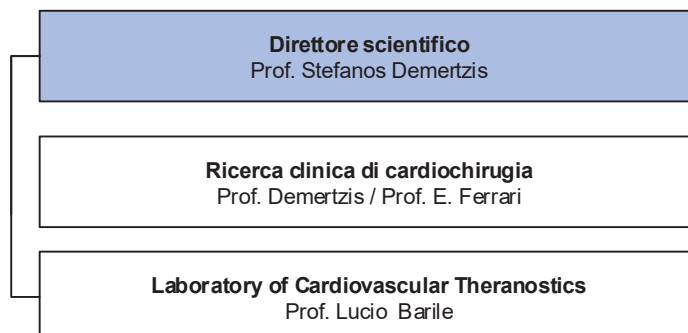 Direttore scientifico
Prof. Stefanos Demertzis
Ricerca clinica di cardiochirugia
Prof. Demertzis / Prof. E. Ferrari
Laboratory of Cardiovascular Theranostics
Prof. Lucio Barile